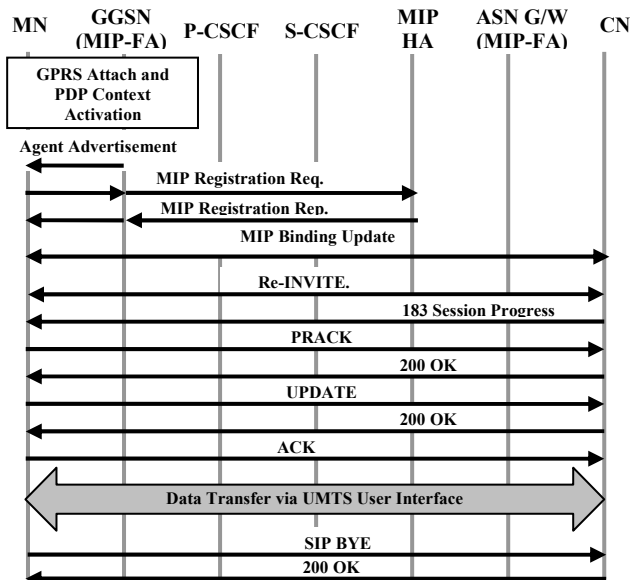 MN
GGSN
(MIP-FA)
P-CSCF
S-CSCF
MIP
HA
ASN G/W
(MIP-FA)
CN
GPRS Attach and
PDP Context
Activation
Agent Advertisement
MIP Registration Req.
MIP Registration Rep.
MIP Binding Update
Re-INVITE.
183 Session Progress
PRACK
200 OK
UPDATE
200 OK
ACK
Data Transfer via UMTS User Interface
SIP BYE
200 OK